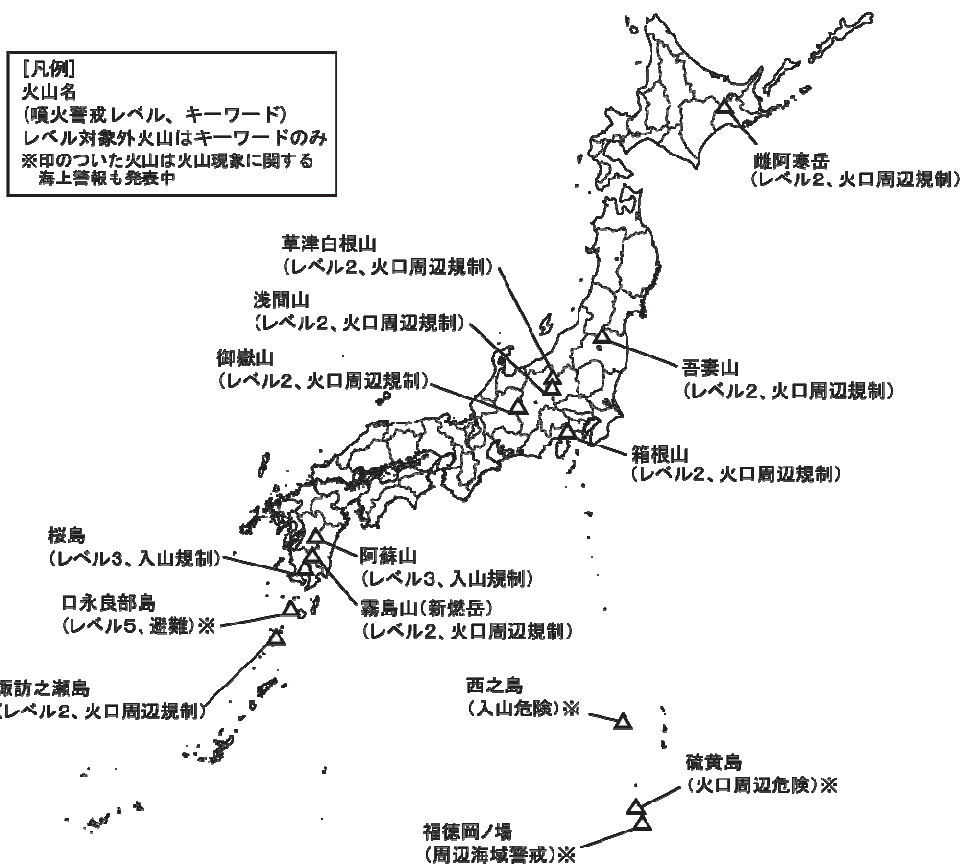 [凡例]
火山名
(噴火警戒レベル、キーワード)
レベル対象外火山はキーワードのみ
※印のついた火山は火山現象に関する
海上警報も発表中
雌阿寒岳
(レベル2、火口周辺規制)
草津白根山
(レベル2、火口周辺規制)
浅間山
(レベル2、火口周辺規制)
御嶽山
(レベル2、火口周辺規制)
吾妻山
(レベル2、火口周辺規制)
箱根山
(レベル2、火口周辺規制)
桜島
(レベル3、入山規制)
阿蘇山
(レベル3、入山規制)
口永良部島
(レベル5、避難)※
霧島山(新燃岳)
(レベル2、火口周辺規制)
諏訪之瀬島
(レベル2、火口周辺規制)
西之島
(入山危険)※
硫黄島
(火口周辺危険)※
福徳岡ノ場
(周辺海域警戒)※